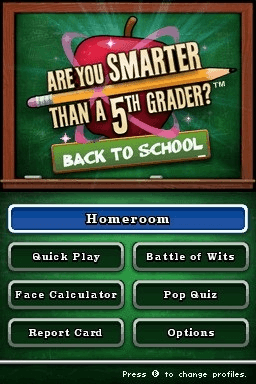 ARE YOU SMARTER
THAN A 5TH GRADER?™
BACK TO SCHOOL
Homeroom
Quick Play
Battle of Wits
Face Calculator
Pop Quiz
Report Card
Options
Press Ⓑ to change profiles.